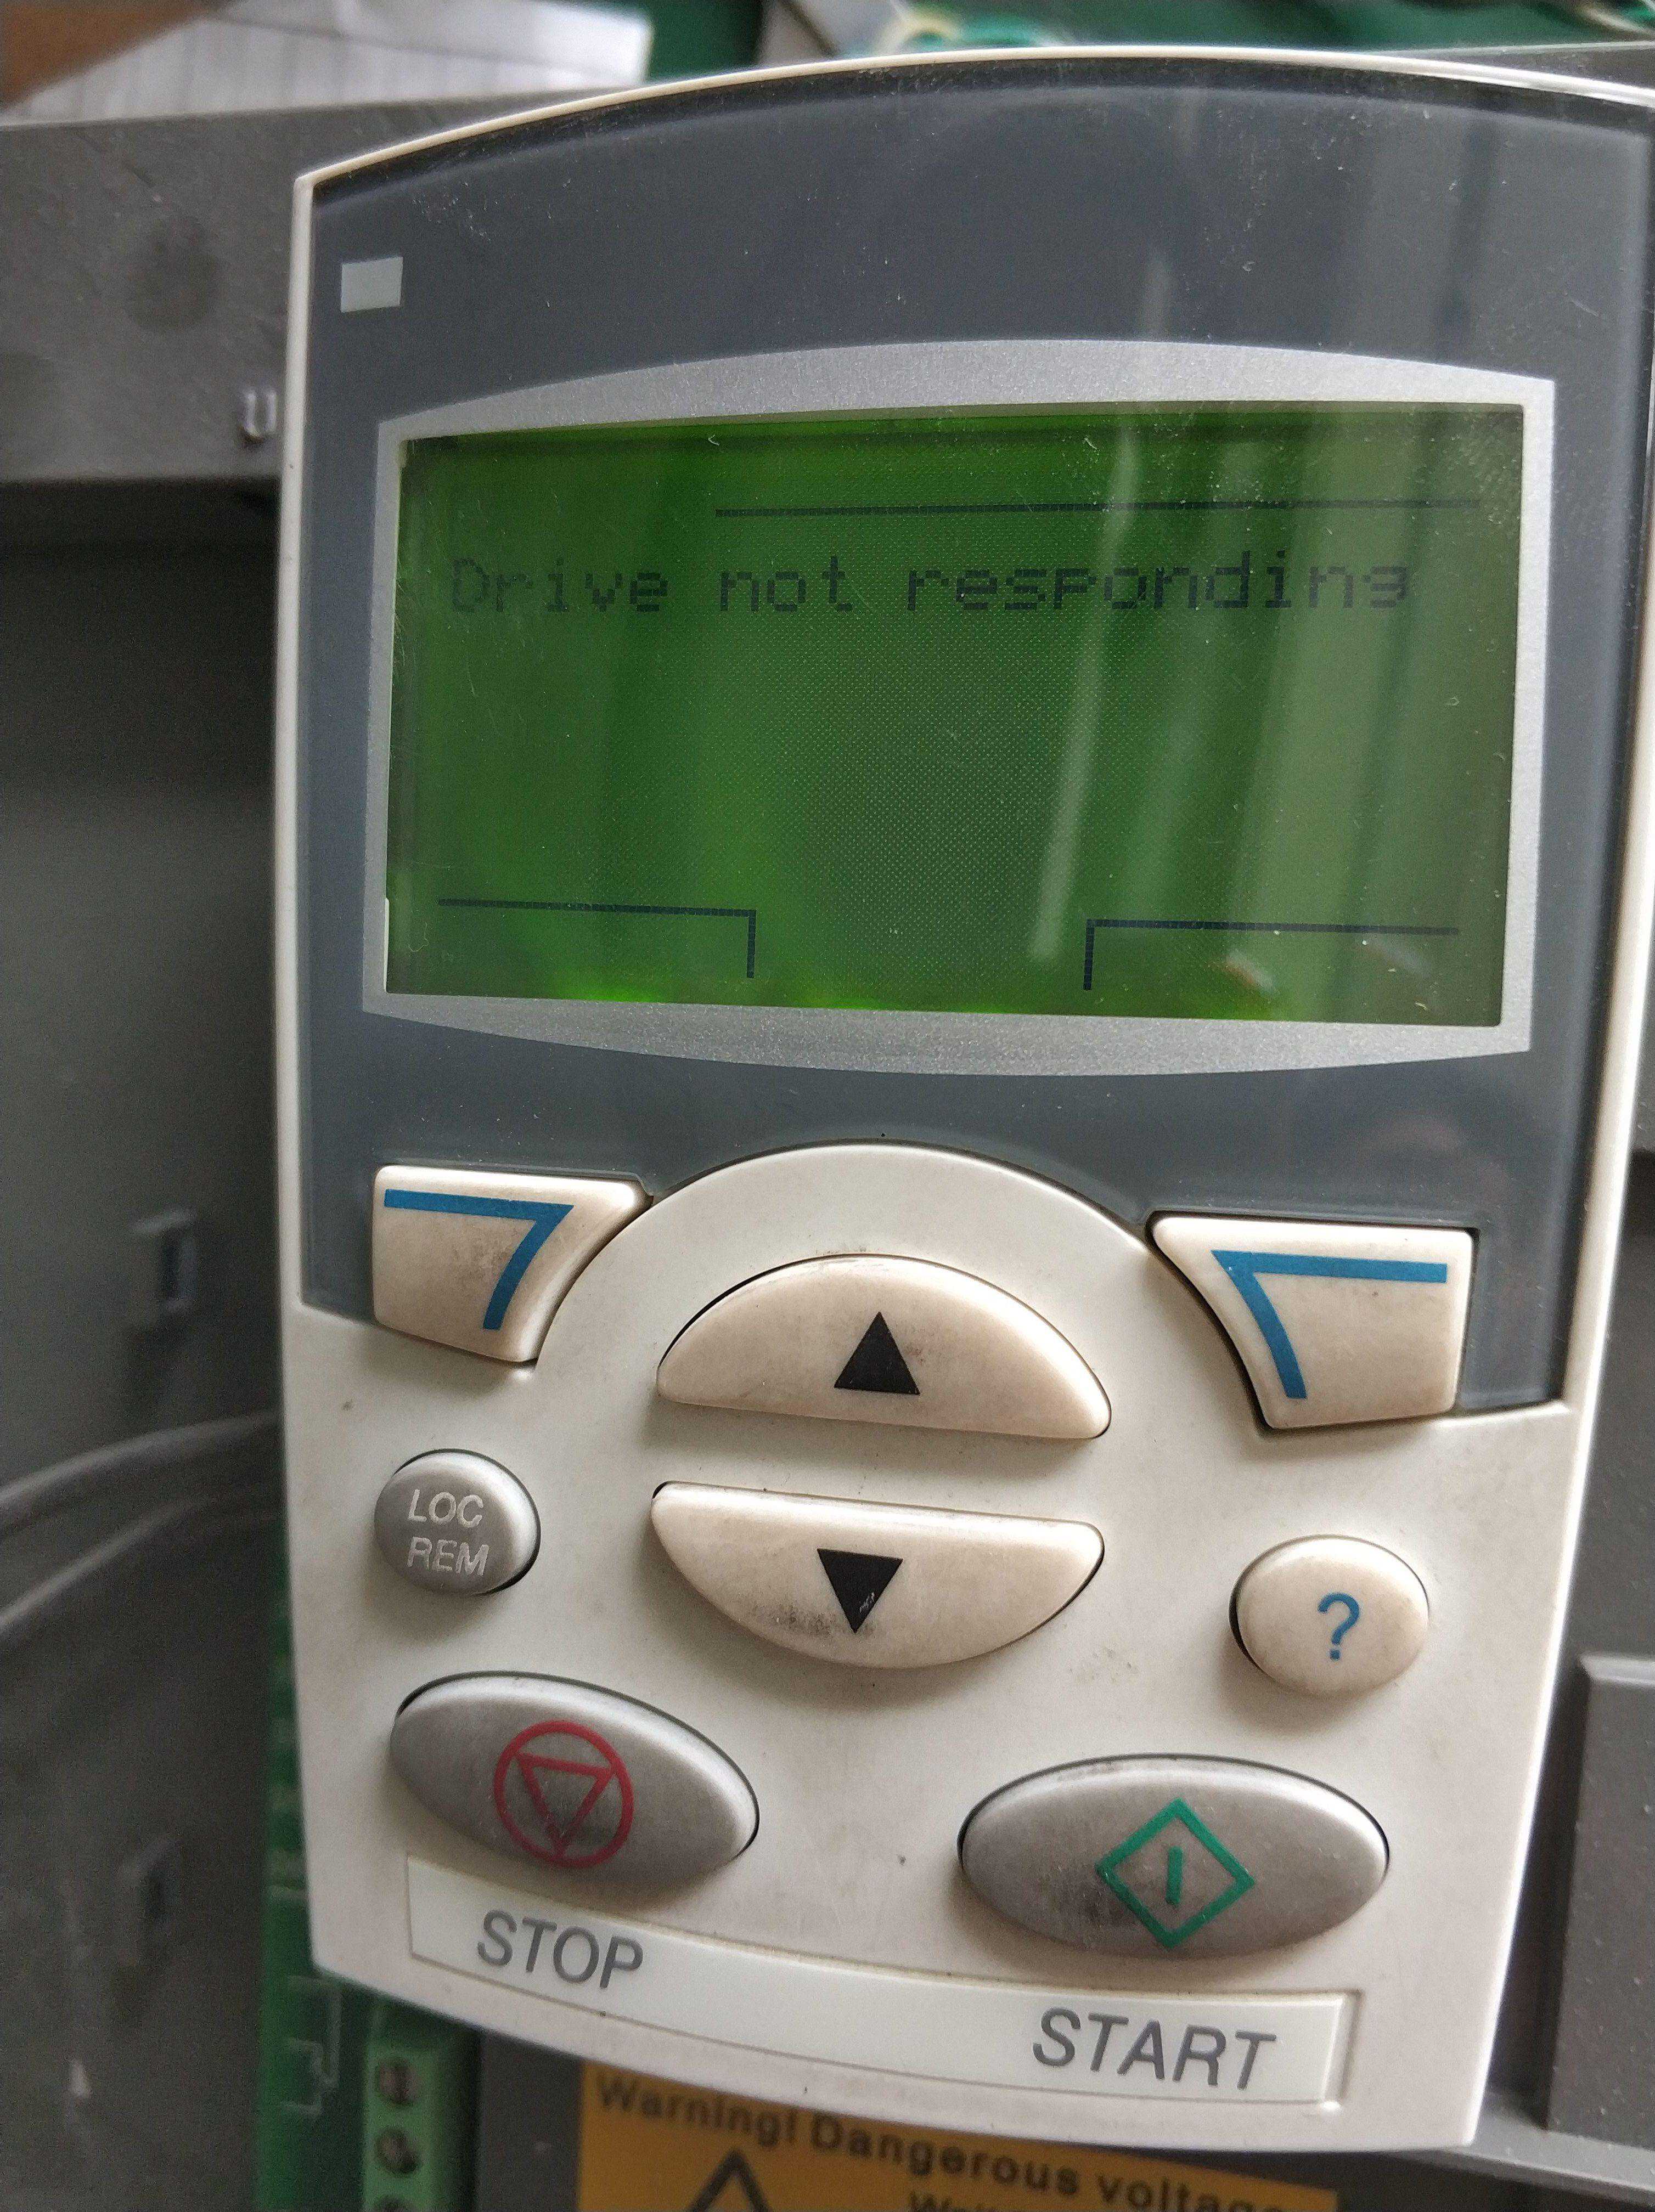 U
Drive not responding
LOC
REM
?
STOP
START
Warning! Dangerous voltage